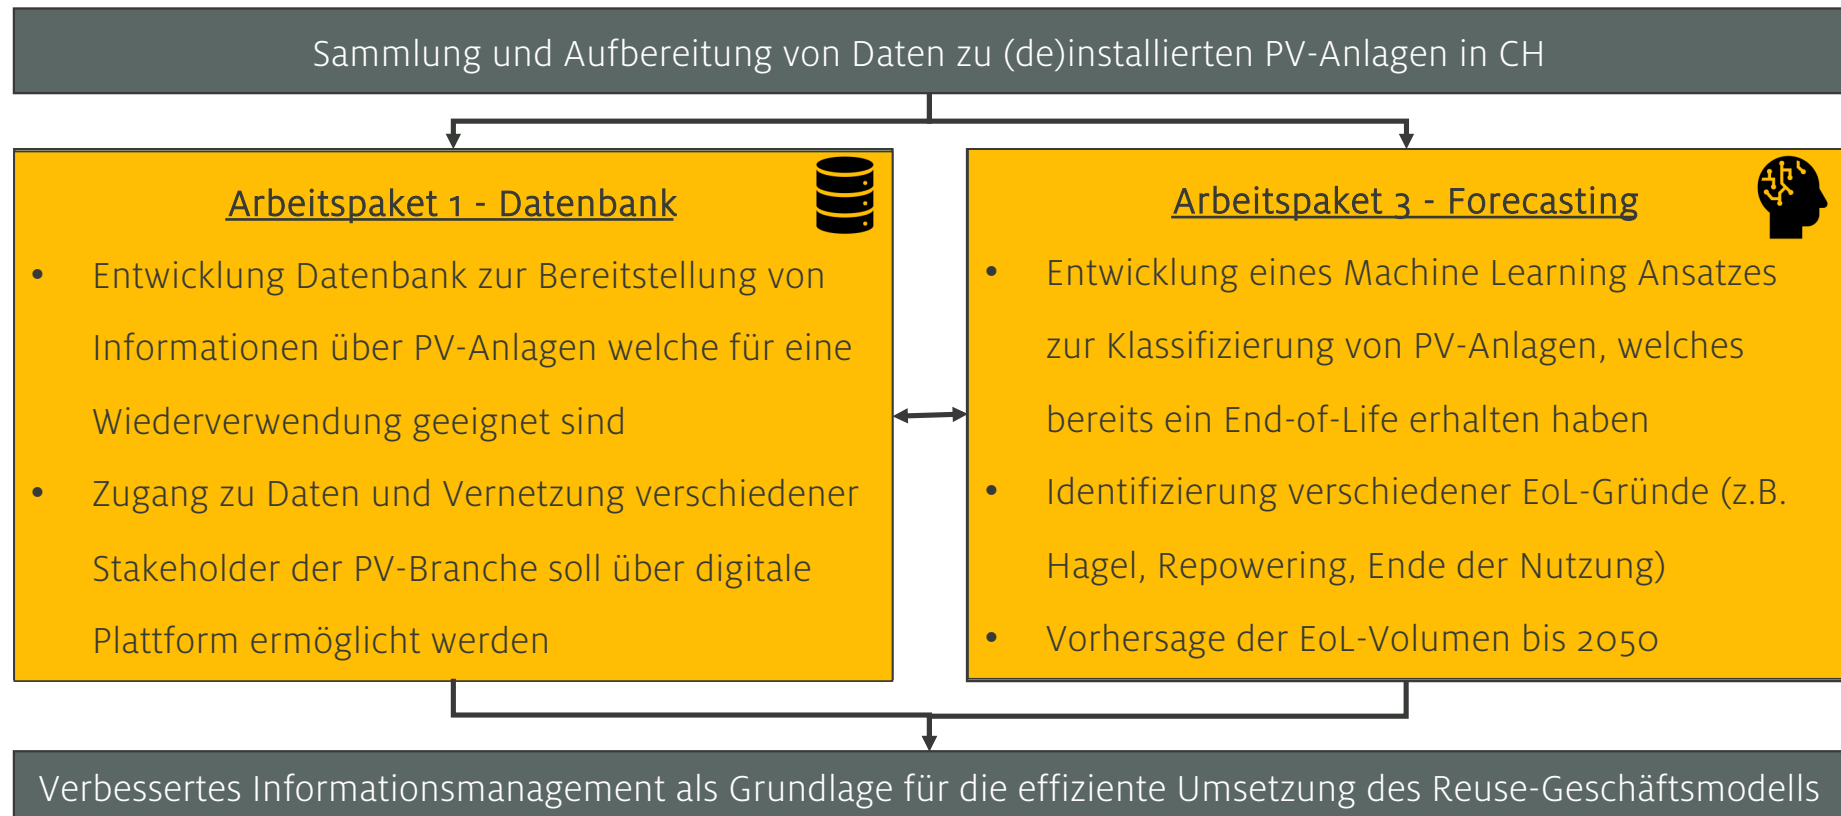 Sammlung und Aufbereitung von Daten zu (de)installierten PV-Anlagen in CH
Arbeitspaket 1 - Datenbank
• Entwicklung Datenbank zur Bereitstellung von
Informationen über PV-Anlagen welche für eine
Wiederverwendung geeignet sind
• Zugang zu Daten und Vernetzung verschiedener
Stakeholder der PV-Branche soll über digitale
Plattform ermöglicht werden
Arbeitspaket 3 - Forecasting
• Entwicklung eines Machine Learning Ansatzes
zur Klassifizierung von PV-Anlagen, welches
bereits ein End-of-Life erhalten haben
• Identifizierung verschiedener EoL-Gründe (z.B.
Hagel, Repowering, Ende der Nutzung)
• Vorhersage der EoL-Volumen bis 2050
Verbessertes Informationsmanagement als Grundlage für die effiziente Umsetzung des Reuse-Geschäftsmodells